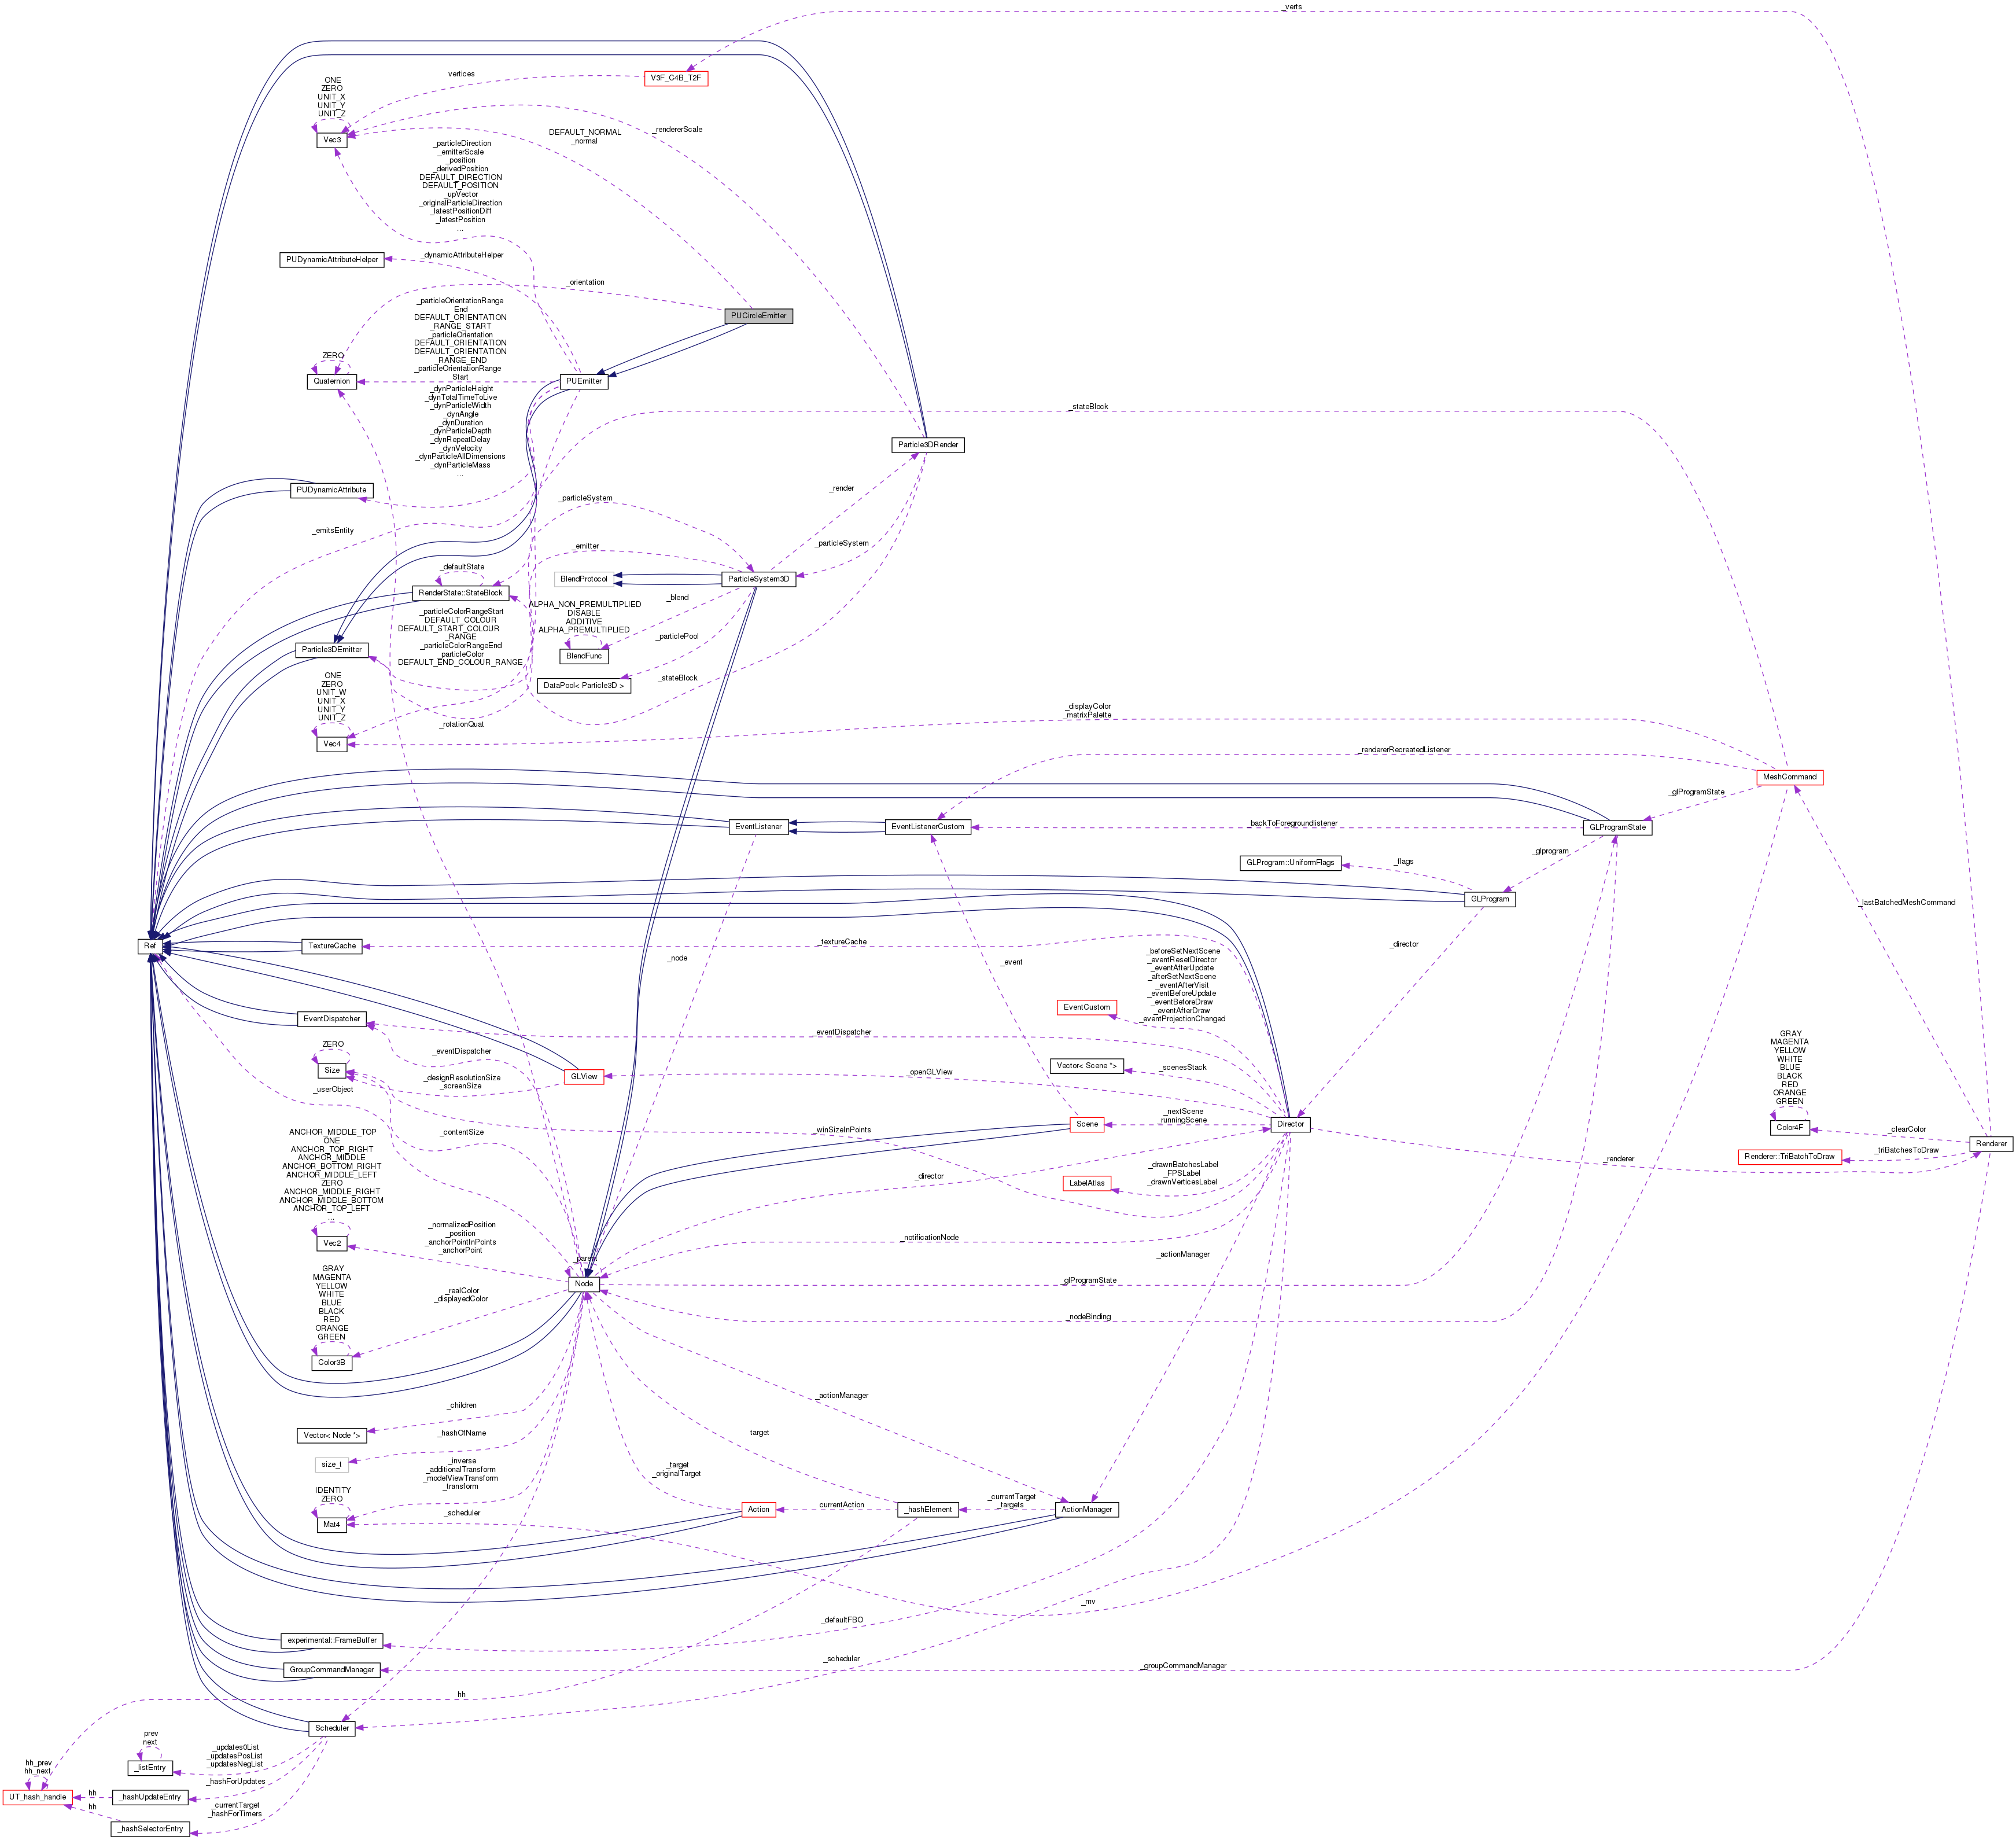 _verts
V3F_C4B_T2F
vertices
ONE
ZERO
UNIT_X
UNIT_Y
UNIT_Z
Vec3
_rendererScale
DEFAULT_NORMAL
_normal
_particleDirection
_emitterScale
_position
_derivedPosition
DEFAULT_DIRECTION
DEFAULT_POSITION
_upVector
_originalParticleDirection
_latestPositionDiff
_latestPosition
...
PUDynamicAttributeHelper
_dynamicAttributeHelper
_orientation
PUCircleEmitter
_particleOrientationRange
End
DEFAULT_ORIENTATION
_RANGE_START
_particleOrientation
DEFAULT_ORIENTATION
DEFAULT_ORIENTATION
_RANGE_END
_particleOrientationRange
Start
ZERO
Quaternion
PUEmitter
_dynParticleHeight
_dynTotalTimeToLive
_dynParticleWidth
_dynAngle
_dynDuration
_dynParticleDepth
_dynRepeatDelay
_dynVelocity
_dynParticleAllDimensions
_dynParticleMass
...
_stateBlock
Particle3DRender
PUDynamicAttribute
_render
_particleSystem
_emitsEntity
_particleSystem
_emitter
_defaultState
RenderState::StateBlock
BlendProtocol
ParticleSystem3D
_blend
ALPHA_NON_PREMULTIPLIED
DISABLE
ADDITIVE
ALPHA_PREMULTIPLIED
BlendFunc
_particlePool
DataPool< Particle3D >
_stateBlock
_particleColorRangeStart
DEFAULT_COLOUR
DEFAULT_START_COLOUR
_RANGE
_particleColorRangeEnd
_particleColor
DEFAULT_END_COLOUR_RANGE
Particle3DEmitter
ONE
ZERO
UNIT_W
UNIT_X
UNIT_Y
UNIT_Z
Vec4
_rotationQuat
_displayColor
_matrixPalette
_rendererRecreatedListener
MeshCommand
_glProgramState
EventListener
EventListenerCustom
_backToForegroundlistener
GLProgramState
_glprogram
GLProgram::UniformFlags
_flags
GLProgram
_lastBatchedMeshCommand
Ref
TextureCache
_textureCache
_director
_node
_event
_beforeSetNextScene
_eventResetDirector
_eventAfterUpdate
_afterSetNextScene
_eventAfterVisit
_eventBeforeUpdate
_eventBeforeDraw
_eventAfterDraw
_eventProjectionChanged
EventCustom
EventDispatcher
_eventDispatcher
_eventDispatcher
ZERO
Size
_designResolutionSize
_screenSize
GLView
_openGLView
Vector< Scene *>
_scenesStack
_userObject
GRAY
MAGENTA
YELLOW
WHITE
BLUE
BLACK
RED
ORANGE
GREEN
Color4F
_clearColor
Scene
_nextScene
_runningScene
Director
_winSizeInPoints
_contentSize
Renderer
_triBatchesToDraw
Renderer::TriBatchToDraw
_renderer
ANCHOR_MIDDLE_TOP
ONE
ANCHOR_TOP_RIGHT
ANCHOR_MIDDLE
ANCHOR_BOTTOM_RIGHT
ANCHOR_MIDDLE_LEFT
ZERO
ANCHOR_MIDDLE_RIGHT
ANCHOR_MIDDLE_BOTTOM
ANCHOR_TOP_LEFT
...
Vec2
_director
_drawnBatchesLabel
_FPSLabel
_drawnVerticesLabel
LabelAtlas
_normalizedPosition
_position
_anchorPointInPoints
_anchorPoint
_notificationNode
_actionManager
_parent
Node
_glProgramState
GRAY
MAGENTA
YELLOW
WHITE
BLUE
BLACK
RED
ORANGE
GREEN
Color3B
_realColor
_displayedColor
_nodeBinding
_actionManager
_children
Vector< Node *>
_hashOfName
size_t
target
_inverse
_additionalTransform
_modelViewTransform
_transform
_target
_originalTarget
IDENTITY
ZERO
Mat4
_scheduler
Action
currentAction
_hashElement
_currentTarget
_targets
ActionManager
_mv
_defaultFBO
experimental::FrameBuffer
_scheduler
GroupCommandManager
_groupCommandManager
hh
Scheduler
prev
next
_listEntry
_updates0List
_updatesPosList
_updatesNegList
hh_prev
hh_next
UT_hash_handle
hh
_hashUpdateEntry
_hashForUpdates
hh
_hashSelectorEntry
_currentTarget
_hashForTimers